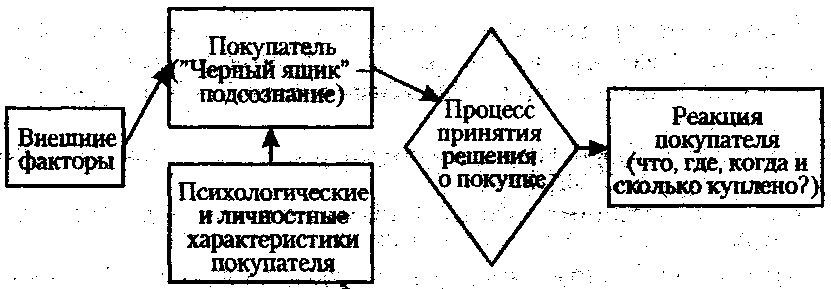 Внешние
факторы
Покупатель
("Черный ящик"
подсознание)
Психологические
и личностные
характеристики
покупателя
Процесс
принятия
решения
о покупке
Реакция
покупателя
(что, где, когда и
сколько куплено?)